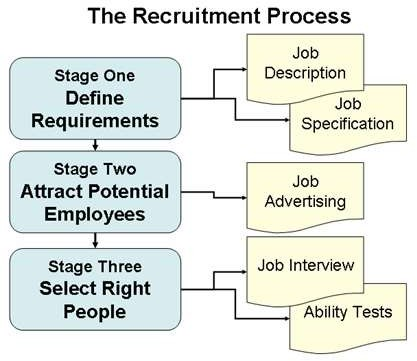 The Recruitment Process
Stage One
Define
Requirements
Job
Description
Job
Specification
Stage Two
Attract Potential
Employees
Job
Advertising
Stage Three
Select Right
People
Job Interview
Ability Tests